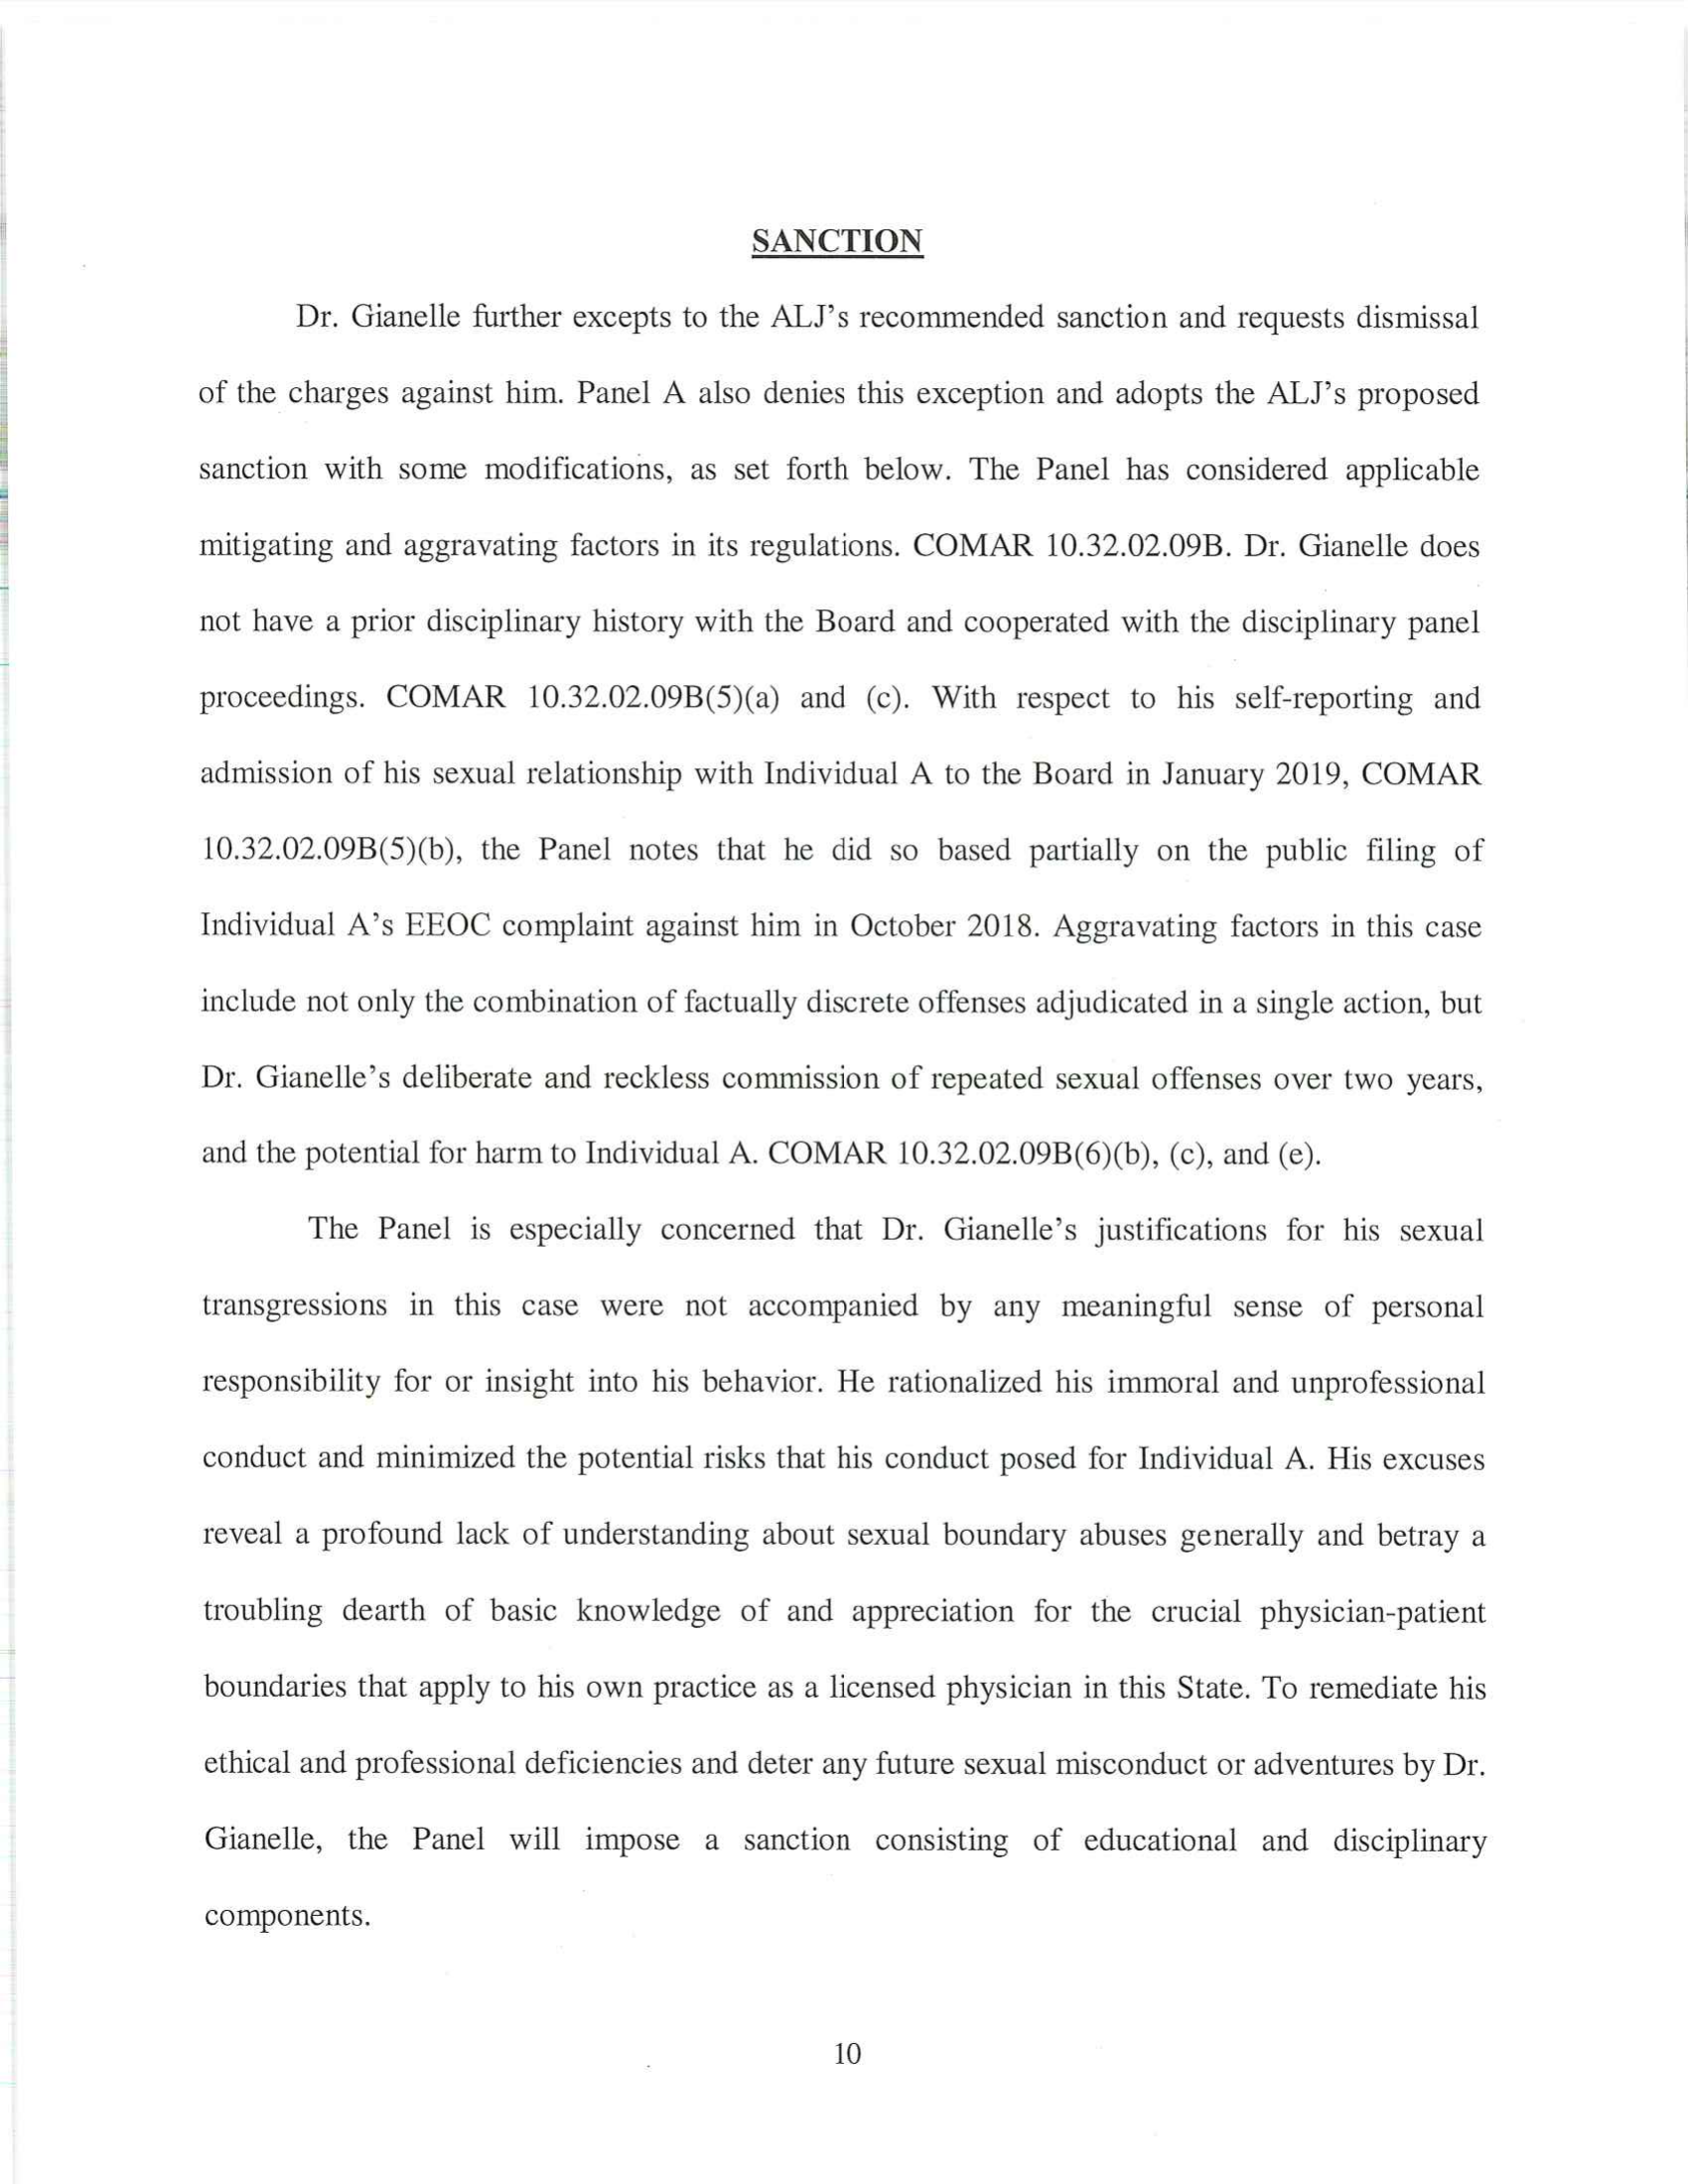 SANCTION
Dr. Gianelle further excepts to the ALJ's recommended sanction and requests dismissal
of the charges against him. Panel A also denies this exception and adopts the ALJ's proposed
sanction with some modifications, as set forth below. The Panel has considered applicable
mitigating and aggravating factors in its regulations. COMAR 10.32.02.09B. Dr. Gianelle does
not have a prior disciplinary history with the Board and cooperated with the disciplinary panel
proceedings. COMAR 10.32.02.09B(5)(a) and (c). With respect to his self-reporting and
admission of his sexual relationship with Individual A to the Board in January 2019, COMAR
10.32.02.09B(5)(b), the Panel notes that he did so based partially on the public filing of
Individual A's EEOC complaint against him in October 2018. Aggravating factors in this case
include not only the combination of factually discrete offenses adjudicated in a single action, but
Dr. Gianelle's deliberate and reckless commission of repeated sexual offenses over two years,
and the potential for harm to Individual A. COMAR 10.32.02.09B(6)(b), (c), and (e).
The Panel is especially concerned that Dr. Gianelle's justifications for his sexual
transgressions in this case were not accompanied by any meaningful sense of personal
responsibility for or insight into his behavior. He rationalized his immoral and unprofessional
conduct and minimized the potential risks that his conduct posed for Individual A. His excuses
reveal a profound lack of understanding about sexual boundary abuses generally and betray a
troubling dearth of basic knowledge of and appreciation for the crucial physician-patient
boundaries that apply to his own practice as a licensed physician in this State. To remediate his
ethical and professional deficiencies and deter any future sexual misconduct or adventures by Dr.
Gianelle, the Panel will impose a sanction consisting of educational and disciplinary
components.
10